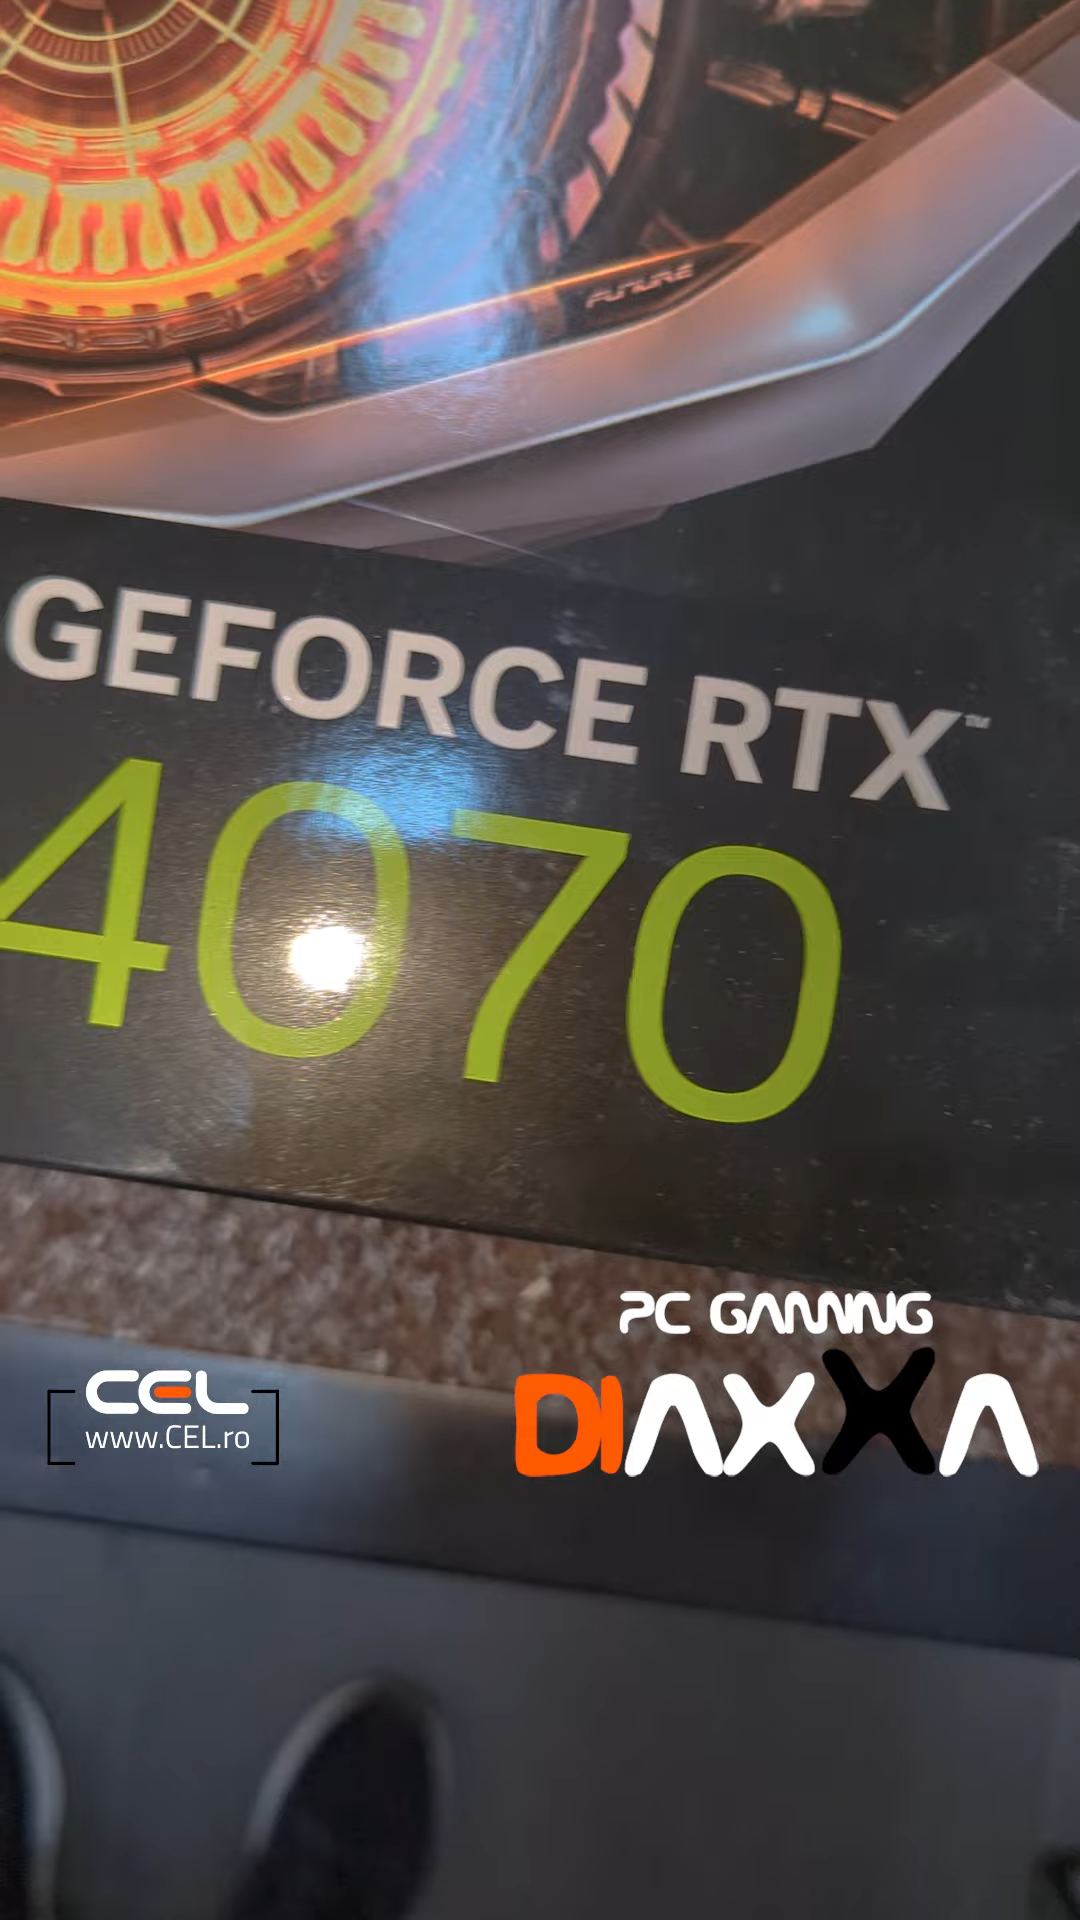 FUTURE
GEFORCE RTX™
4070
PC GAMING
DIAXXA
CEL
www.CEL.ro